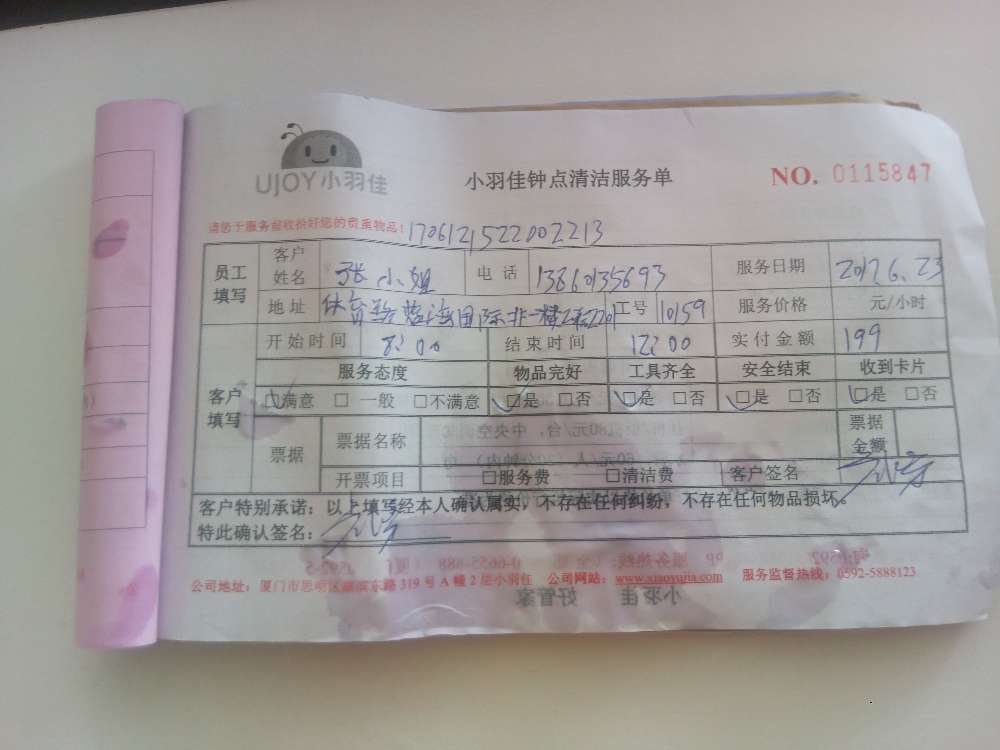 UJOY小羽佳
小羽佳钟点清洁服务单
NO. 0115847
请您于服务前收拾好您的贵重物品!
1706121522002213
员工填写 客户姓名 张小姐 电话 13860135693 服务日期 2017.6.23
地址 体育路 国际 工号 10159 服务价格 元/小时
客户填写 开始时间 8:00 结束时间 12:00 实付金额 199
服务态度 物品完好 工具齐全 安全结束 收到卡片
☑满意 □一般 □不满意 ☑是 □否 ☑是 □否 ☑是 □否 ☑是 □否
票据 票据名称 票据金额
开票项目 □服务费 □清洁费 客户签名
客户特别承诺：以上填写经本人确认属实，不存在任何纠纷，不存在任何物品损坏。
特此确认签名：
公司地址：厦门市思明区 东路319号A幢2层小羽佳 公司网站：www.xiaoyujia.com 服务监督热线：0592-5888123